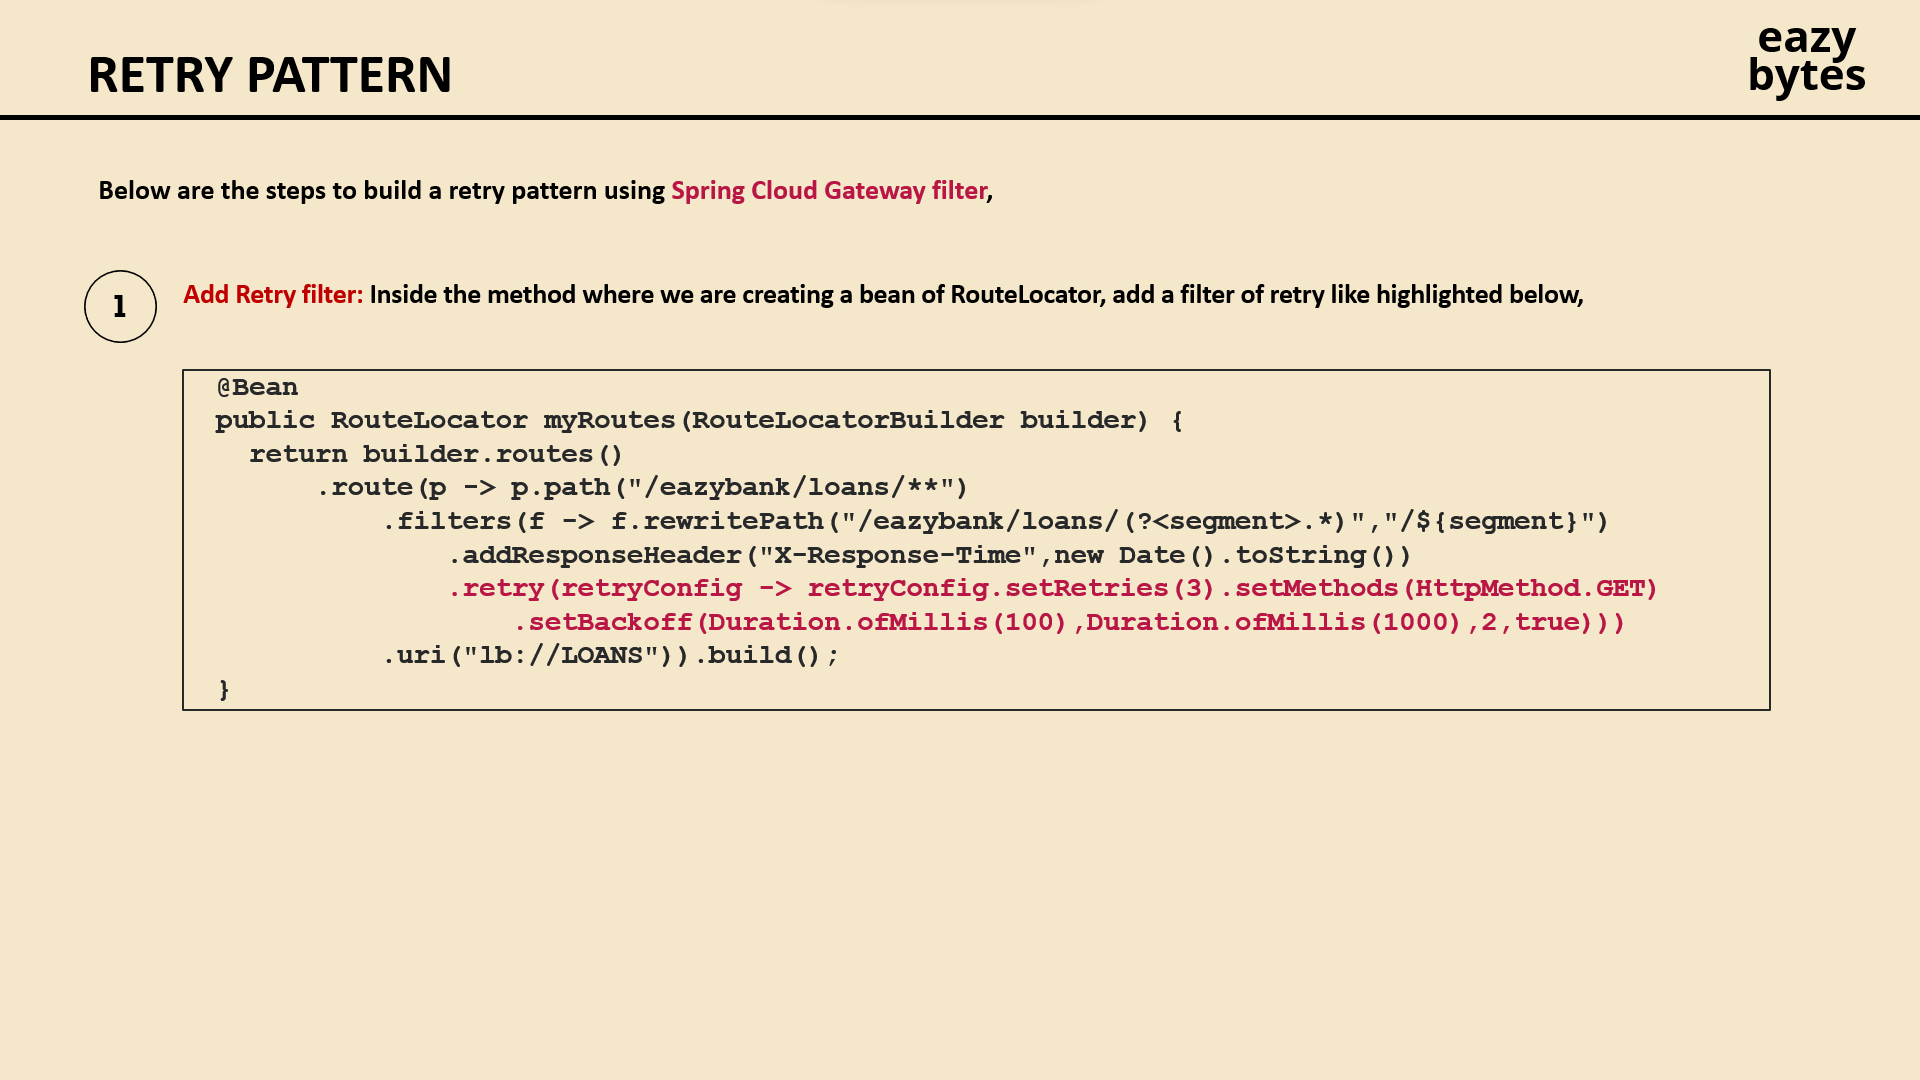 RETRY PATTERN
eazy
bytes
Below are the steps to build a retry pattern using Spring Cloud Gateway filter,
1
Add Retry filter: Inside the method where we are creating a bean of RouteLocator, add a filter of retry like highlighted below,
@Bean
public RouteLocator myRoutes(RouteLocatorBuilder builder) {
  return builder.routes()
      .route(p -> p.path("/eazybank/loans/**")
          .filters(f -> f.rewritePath("/eazybank/loans/(?<segment>.*)","/${segment}")
              .addResponseHeader("X-Response-Time",new Date().toString())
              .retry(retryConfig -> retryConfig.setRetries(3).setMethods(HttpMethod.GET)
                  .setBackoff(Duration.ofMillis(100),Duration.ofMillis(1000),2,true)))
          .uri("lb://LOANS")).build();
}